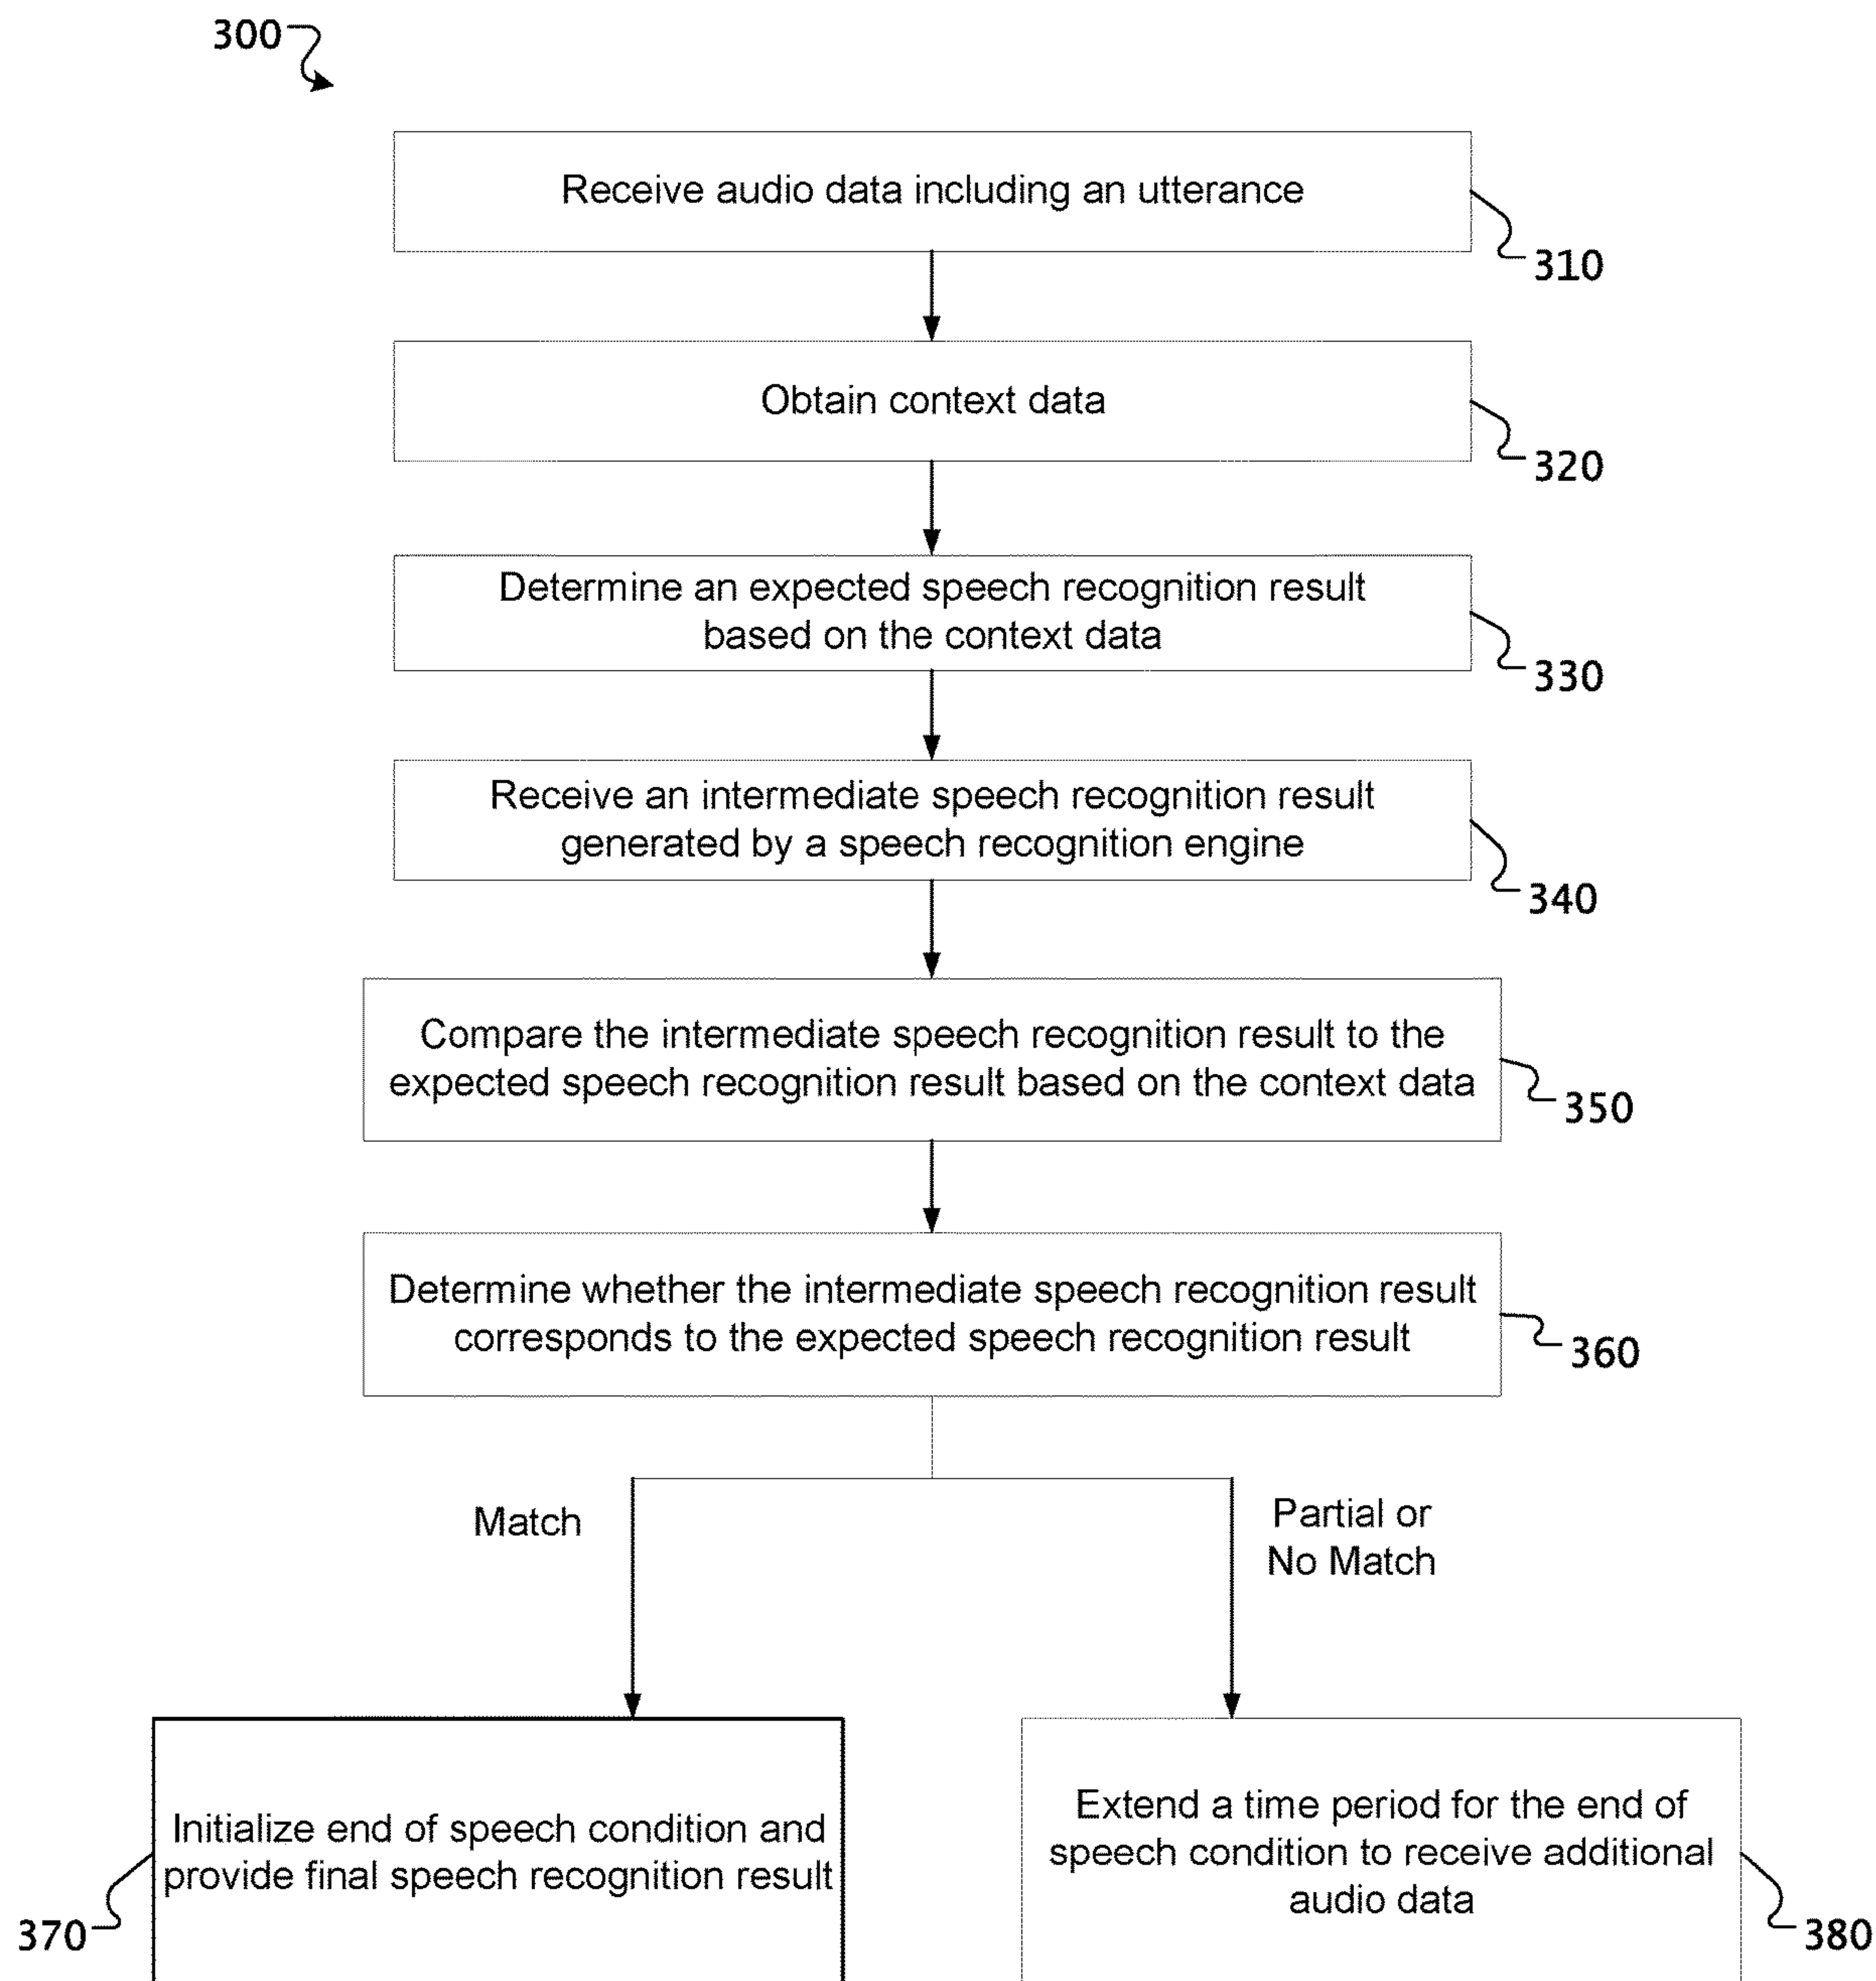 300
Receive audio data including an utterance
310
Obtain context data
320
Determine an expected speech recognition result
based on the context data
330
Receive an intermediate speech recognition result
generated by a speech recognition engine
340
Compare the intermediate speech recognition result to the
expected speech recognition result based on the context data
350
Determine whether the intermediate speech recognition result
corresponds to the expected speech recognition result
360
Match
Partial or
No Match
Initialize end of speech condition and
provide final speech recognition result
370
Extend a time period for the end of
speech condition to receive additional
audio data
380